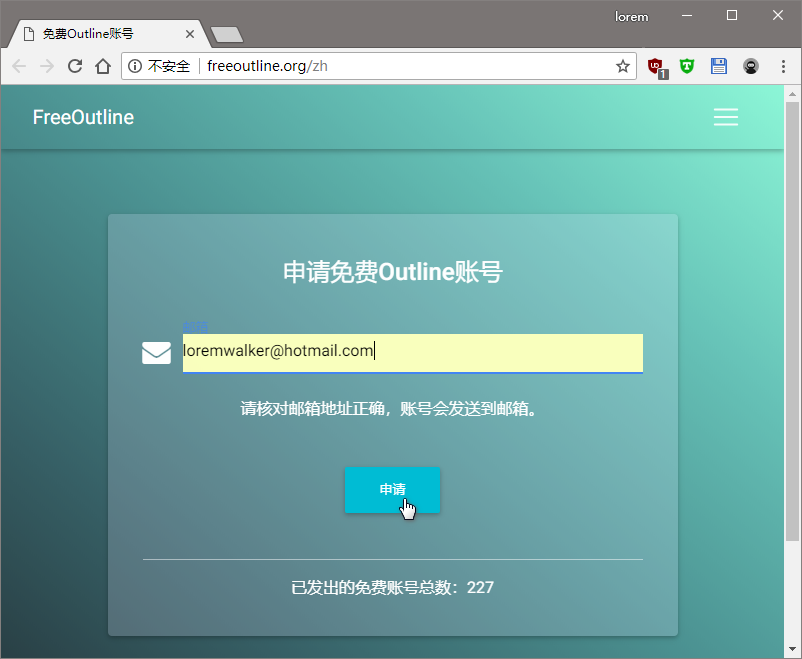 lorem
免费Outline账号
不安全
freeoutline.org/zh
1
FreeOutline
申请免费Outline账号
邮箱
loremwalker@hotmail.com
请核对邮箱地址正确，账号会发送到邮箱。
申请
已发出的免费账号总数：227